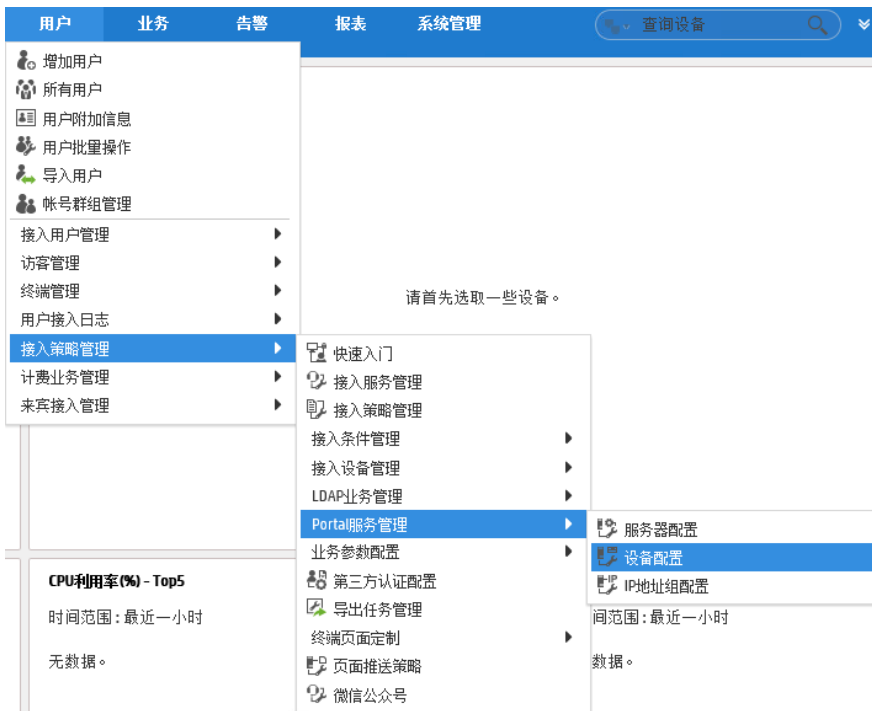 用户 业务 告警 报表 系统管理 查询设备
增加用户
所有用户
用户附加信息
用户批量操作
导入用户
帐号群组管理
接入用户管理
访客管理
终端管理
用户接入日志
接入策略管理
计费业务管理
来宾接入管理
请首先选取一些设备。
快速入门
接入服务管理
接入策略管理
接入条件管理
接入设备管理
LDAP业务管理
Portal服务管理
业务参数配置
第三方认证配置
导出任务管理
终端页面定制
页面推送策略
微信公众号
服务器配置
设备配置
IP地址组配置
CPU利用率(%) - Top5
时间范围:最近一小时
无数据。
间范围:最近一小时
数据。